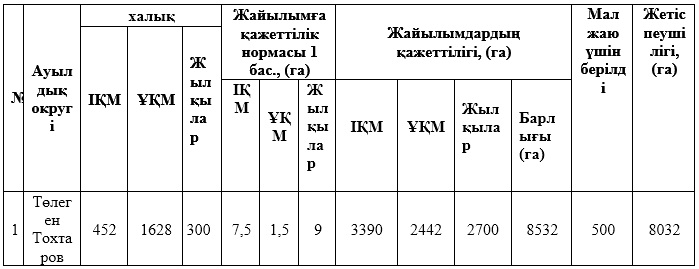 №
Ауылдық округі
халық
Жайылымға қажеттілік нормасы 1 бас., (га)
Жайылымдардың қажеттілігі, (га)
Мал жаю үшін берілді
Жетіспеушілігі, (га)
ІҚМ
ҰҚМ
Жылқылар
ІҚМ
ҰҚМ
Жылқылар
ІҚМ
ҰҚМ
Жылқылар
Барлығы (га)
1
Төлеген Тохтаров
452
1628
300
7,5
1,5
9
3390
2442
2700
8532
500
8032